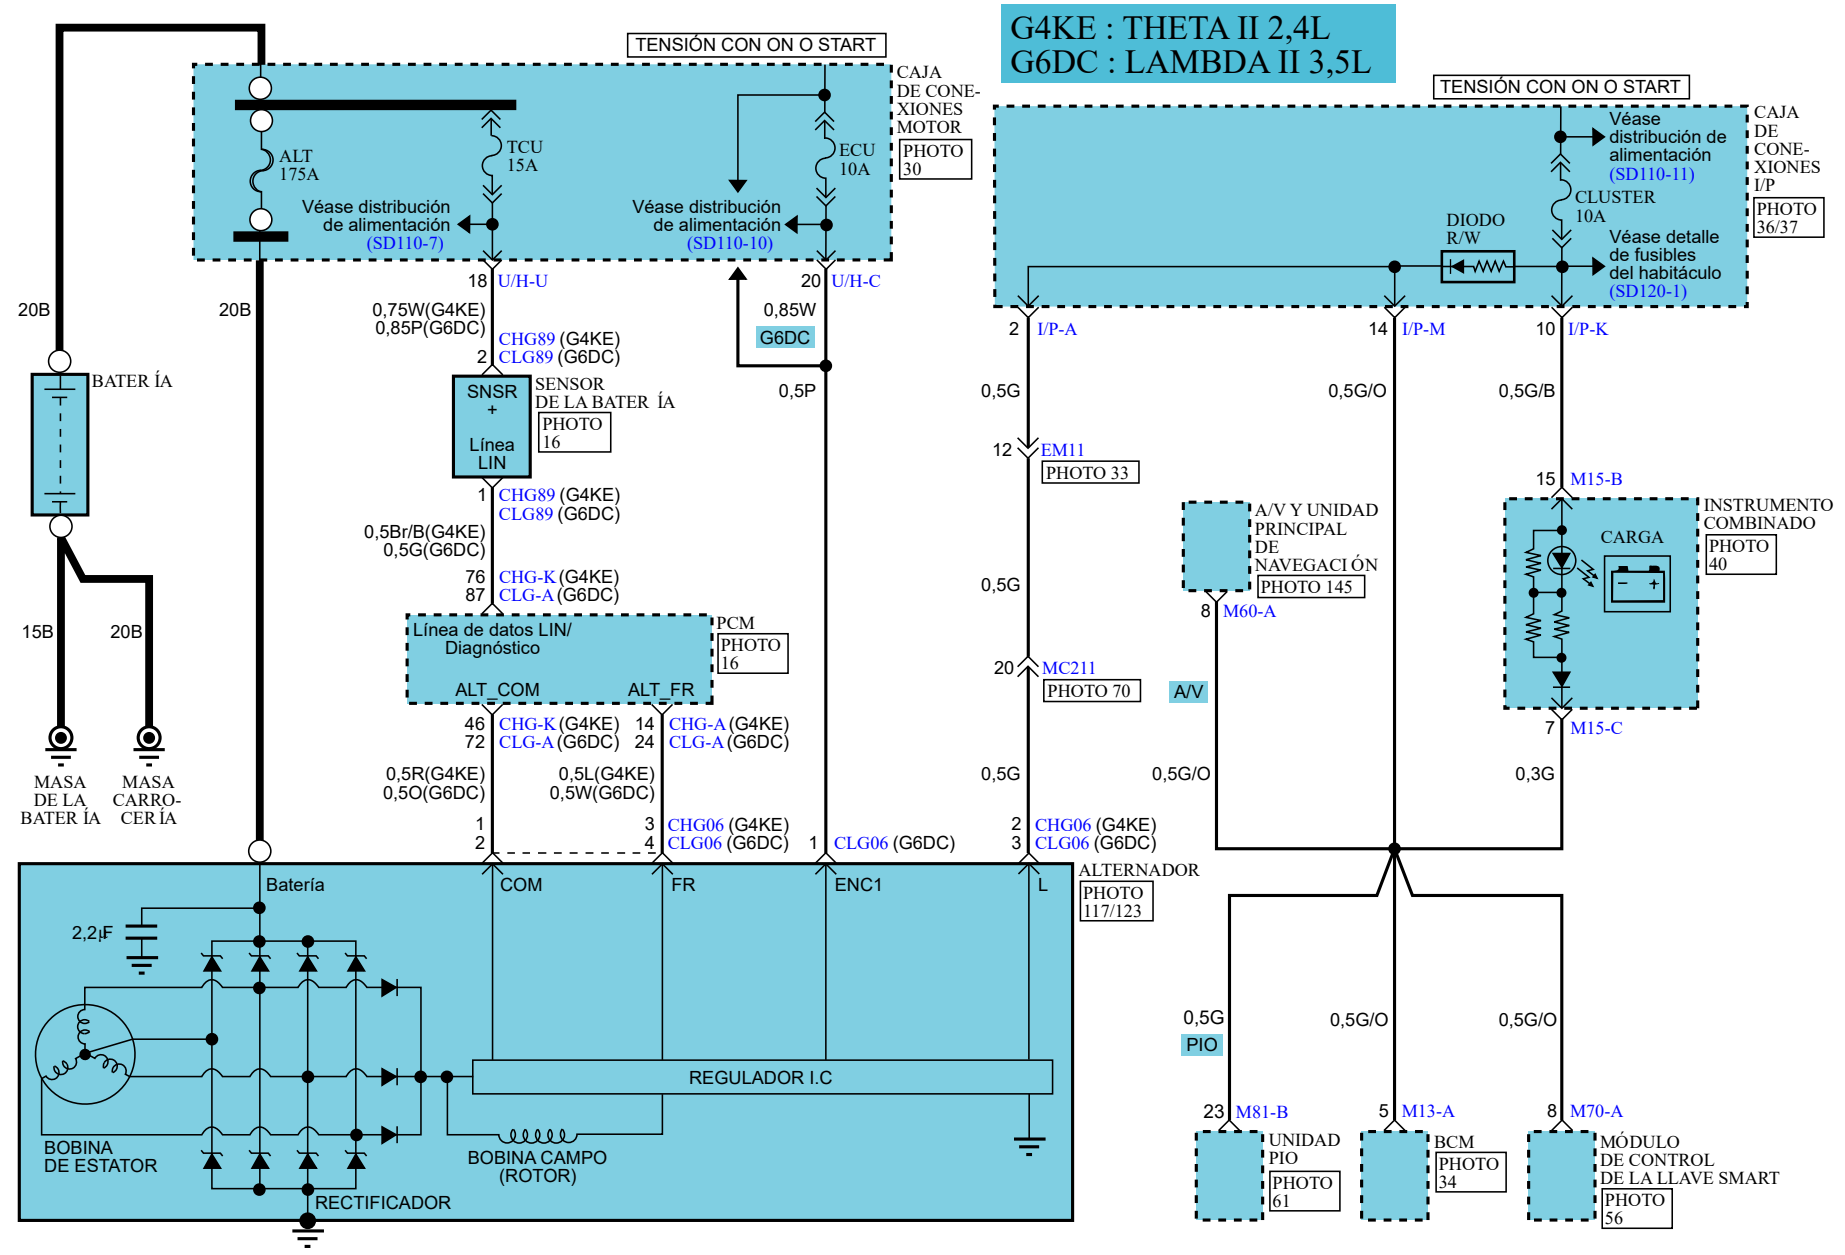 G4KE : THETA II 2,4L
G6DC : LAMBDA II 3,5L
TENSIÓN CON ON O START
CAJA
DE CONE-
XIONES
MOTOR
PHOTO
30
ALT
175A
TCU
15A
ECU
10A
Véase distribución
de alimentación
(SD110-7)
Véase distribución
de alimentación
(SD110-10)
TENSIÓN CON ON O START
CAJA
DE
CONE-
XIONES
I/P
PHOTO
36/37
Véase
distribución de
alimentación
(SD110-11)
CLUSTER
10A
DIODO
R/W
Véase detalle
de fusibles
del habitáculo
(SD120-1)
20B
20B
18 U/H-U
20 U/H-C
0,75W(G4KE)
0,85P(G6DC)
0,85W
G6DC
0,5P
CHG89 (G4KE)
2 CLG89 (G6DC)
2 I/P-A
14 I/P-M
10 I/P-K
BATER ÍA
SNSR
+
Línea
LIN
SENSOR
DE LA BATER ÍA
PHOTO
16
1 CHG89 (G4KE)
CLG89 (G6DC)
0,5Br/B(G4KE)
0,5G(G6DC)
76 CHG-K (G4KE)
87 CLG-A (G6DC)
0,5G
0,5G/O
0,5G/B
12 EM11
PHOTO 33
15 M15-B
A/V Y UNIDAD
PRINCIPAL
DE
NAVEGACI ÓN
PHOTO 145
8 M60-A
INSTRUMENTO
COMBINADO
PHOTO
40
CARGA
- +
0,5G
15B
20B
Línea de datos LIN/
Diagnóstico
PCM
PHOTO
16
ALT_COM
ALT_FR
20 MC211
PHOTO 70
A/V
7 M15-C
46 CHG-K (G4KE)
72 CLG-A (G6DC)
14 CHG-A (G4KE)
24 CLG-A (G6DC)
MASA
DE LA
BATER ÍA
MASA
CARRO-
CERÍA
0,5R(G4KE)
0,5O(G6DC)
0,5L(G4KE)
0,5W(G6DC)
0,5G
0,5G/O
0,3G
1
2
3 CHG06 (G4KE)
4 CLG06 (G6DC)
1 CLG06 (G6DC)
2 CHG06 (G4KE)
3 CLG06 (G6DC)
ALTERNADOR
PHOTO
117/123
Batería
COM
FR
ENC1
L
2,2µF
REGULADOR I.C
BOBINA
DE ESTATOR
BOBINA CAMPO
(ROTOR)
RECTIFICADOR
0,5G
PIO
0,5G/O
0,5G/O
23 M81-B
5 M13-A
8 M70-A
UNIDAD
PIO
PHOTO
61
BCM
PHOTO
34
MÓDULO
DE CONTROL
DE LA LLAVE SMART
PHOTO
56